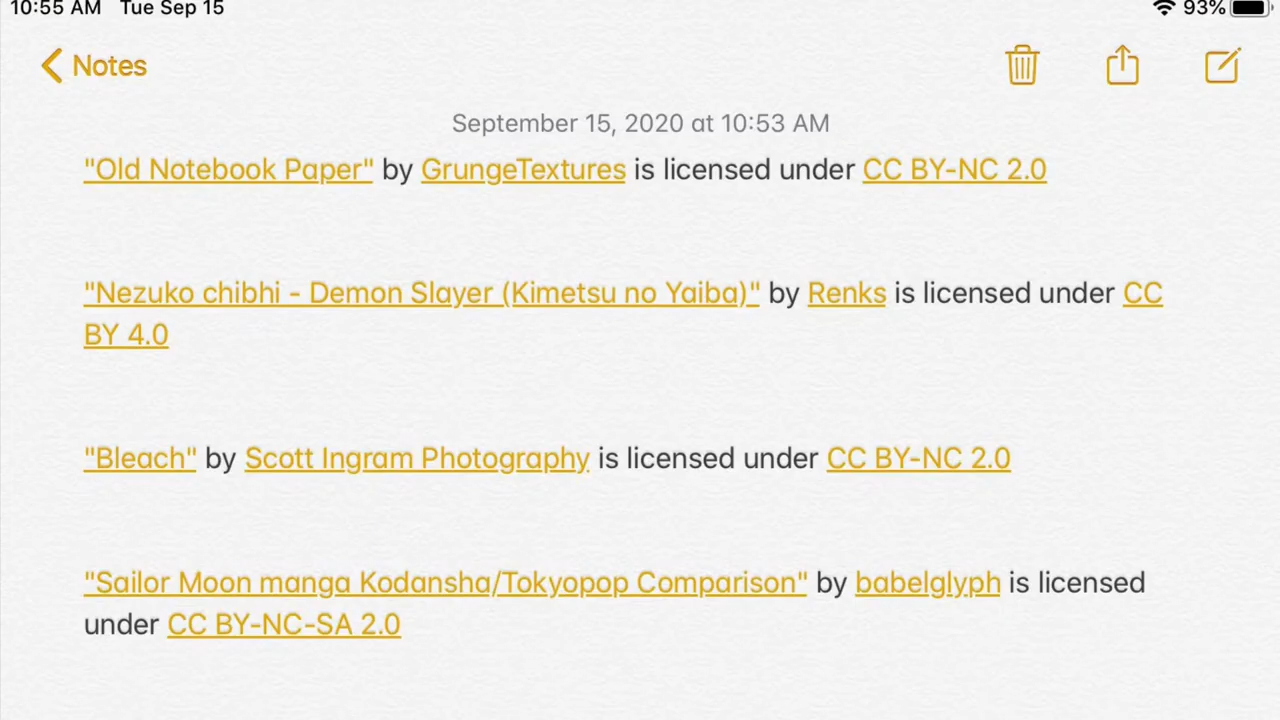 10:55 AM Tue Sep 15
93%
Notes
September 15, 2020 at 10:53 AM
"Old Notebook Paper" by GrungeTextures is licensed under CC BY-NC 2.0
"Nezuko chibhi - Demon Slayer (Kimetsu no Yaiba)" by Renks is licensed under CC
BY 4.0
"Bleach" by Scott Ingram Photography is licensed under CC BY-NC 2.0
"Sailor Moon manga Kodansha/Tokyopop Comparison" by babelglyph is licensed
under CC BY-NC-SA 2.0